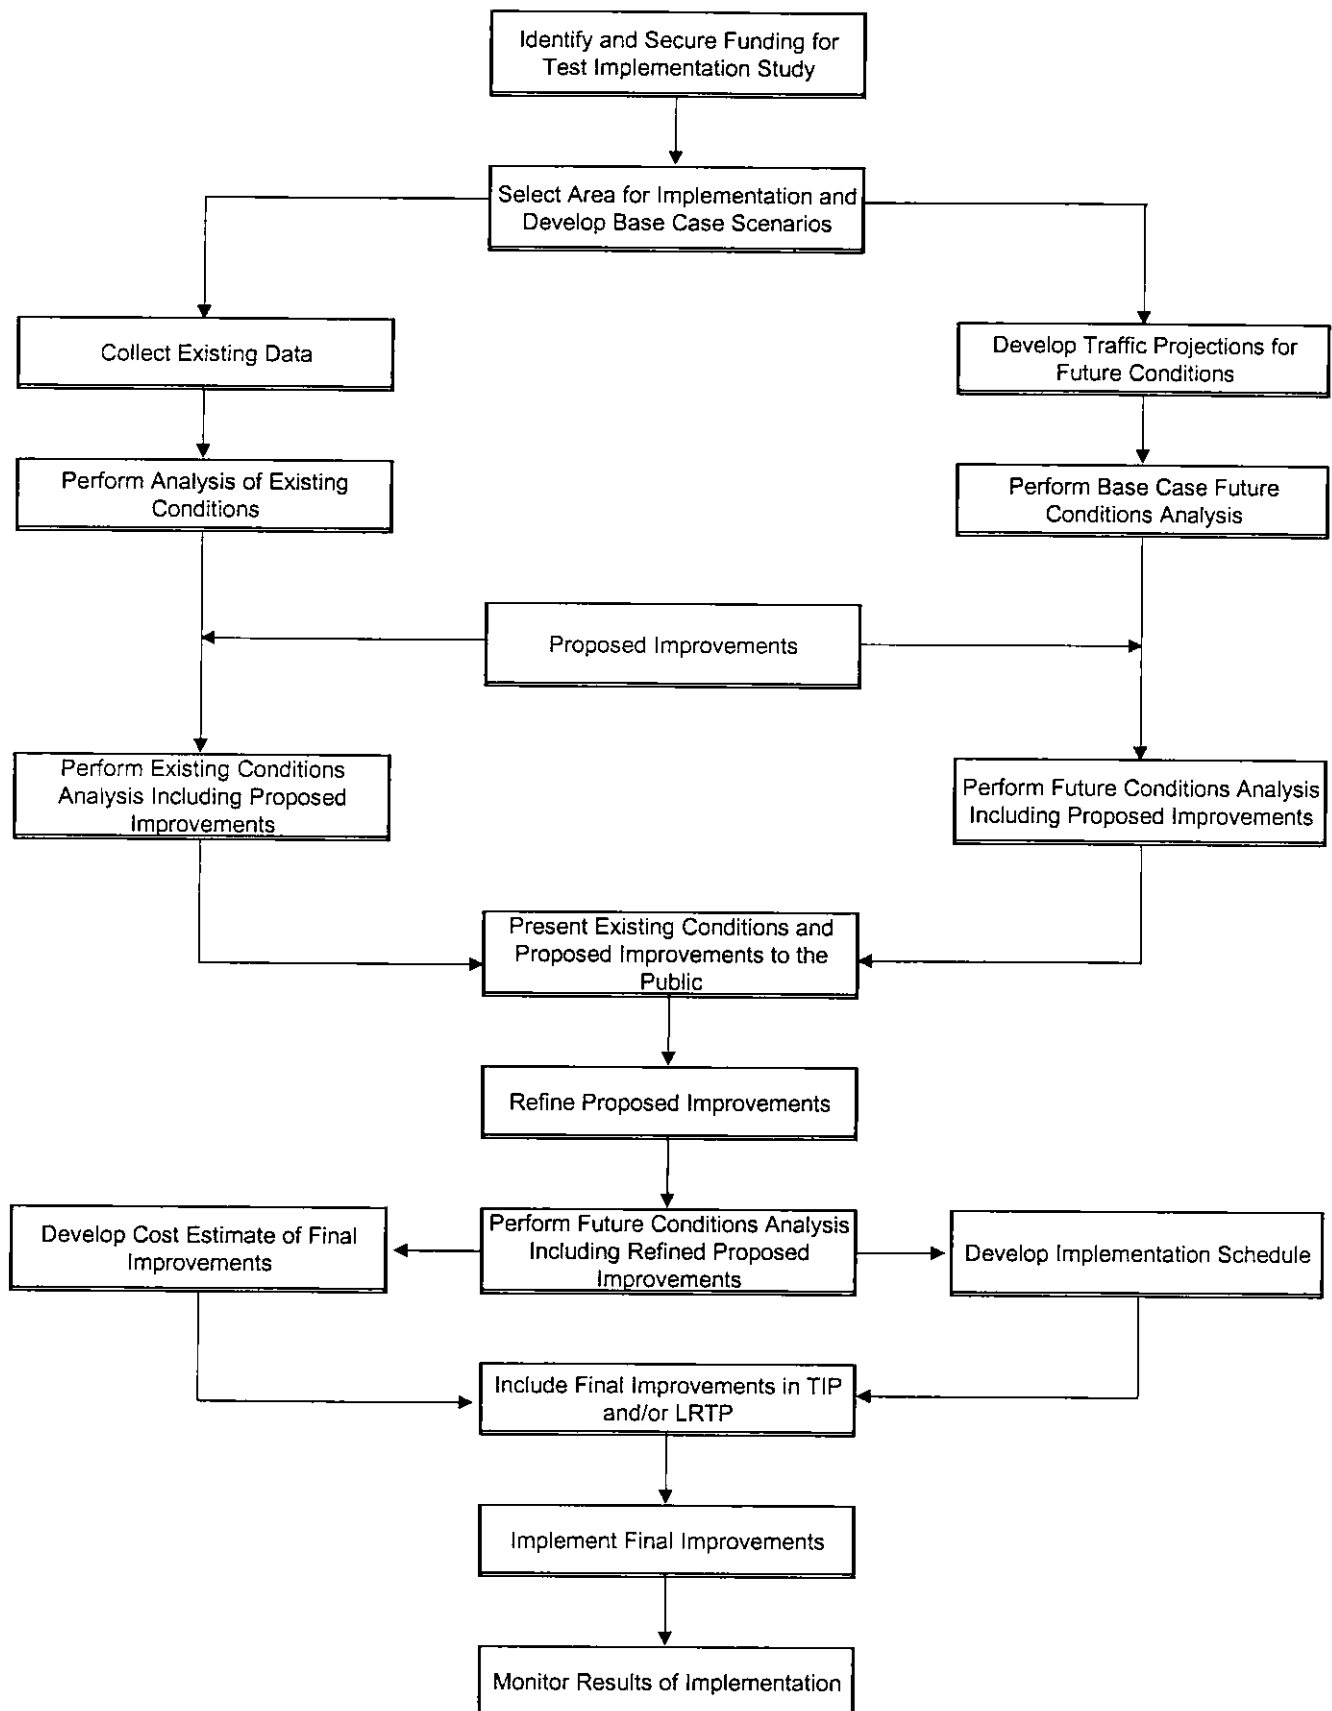 Identify and Secure Funding for
Test Implementation Study
Select Area for Implementation and
Develop Base Case Scenarios
Collect Existing Data
Develop Traffic Projections for
Future Conditions
Perform Analysis of Existing
Conditions
Perform Base Case Future
Conditions Analysis
Proposed Improvements
Perform Existing Conditions
Analysis Including Proposed
Improvements
Perform Future Conditions Analysis
Including Proposed Improvements
Present Existing Conditions and
Proposed Improvements to the
Public
Refine Proposed Improvements
Develop Cost Estimate of Final
Improvements
Perform Future Conditions Analysis
Including Refined Proposed
Improvements
Develop Implementation Schedule
Include Final Improvements in TIP
and/or LRTP
Implement Final Improvements
Monitor Results of Implementation